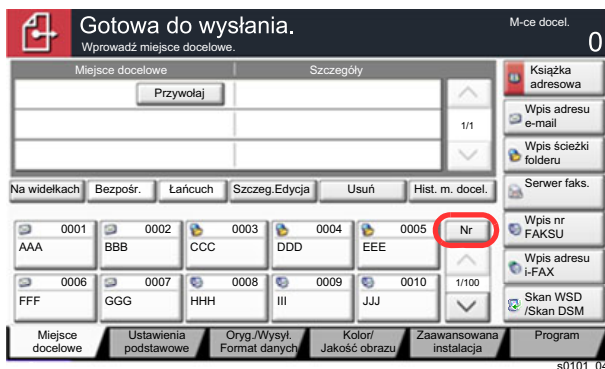 Gotowa do wysłania.
M-ce docel.
Wprowadź miejsce docelowe.
0
Miejsce docelowe
Szczegóły
Przywołaj
1/1
Książka
adresowa
Wpis adresu
e-mail
Wpis ścieżki
folderu
Serwer faks.
Wpis nr
FAKSU
Wpis adresu
i-FAX
Skan WSD
/Skan DSM
Na widełkach
Bezpośr.
Łańcuch
Szczeg.Edycja
Usuń
Hist. m. docel.
0001
AAA
0002
BBB
0003
CCC
0004
DDD
0005
EEE
Nr
0006
FFF
0007
GGG
0008
HHH
0009
III
0010
JJJ
1/100
Miejsce
docelowe
Ustawienia
podstawowe
Oryg./Wysył.
Format danych
Kolor/
Jakość obrazu
Zaawansowana
instalacja
Program
s0101_04